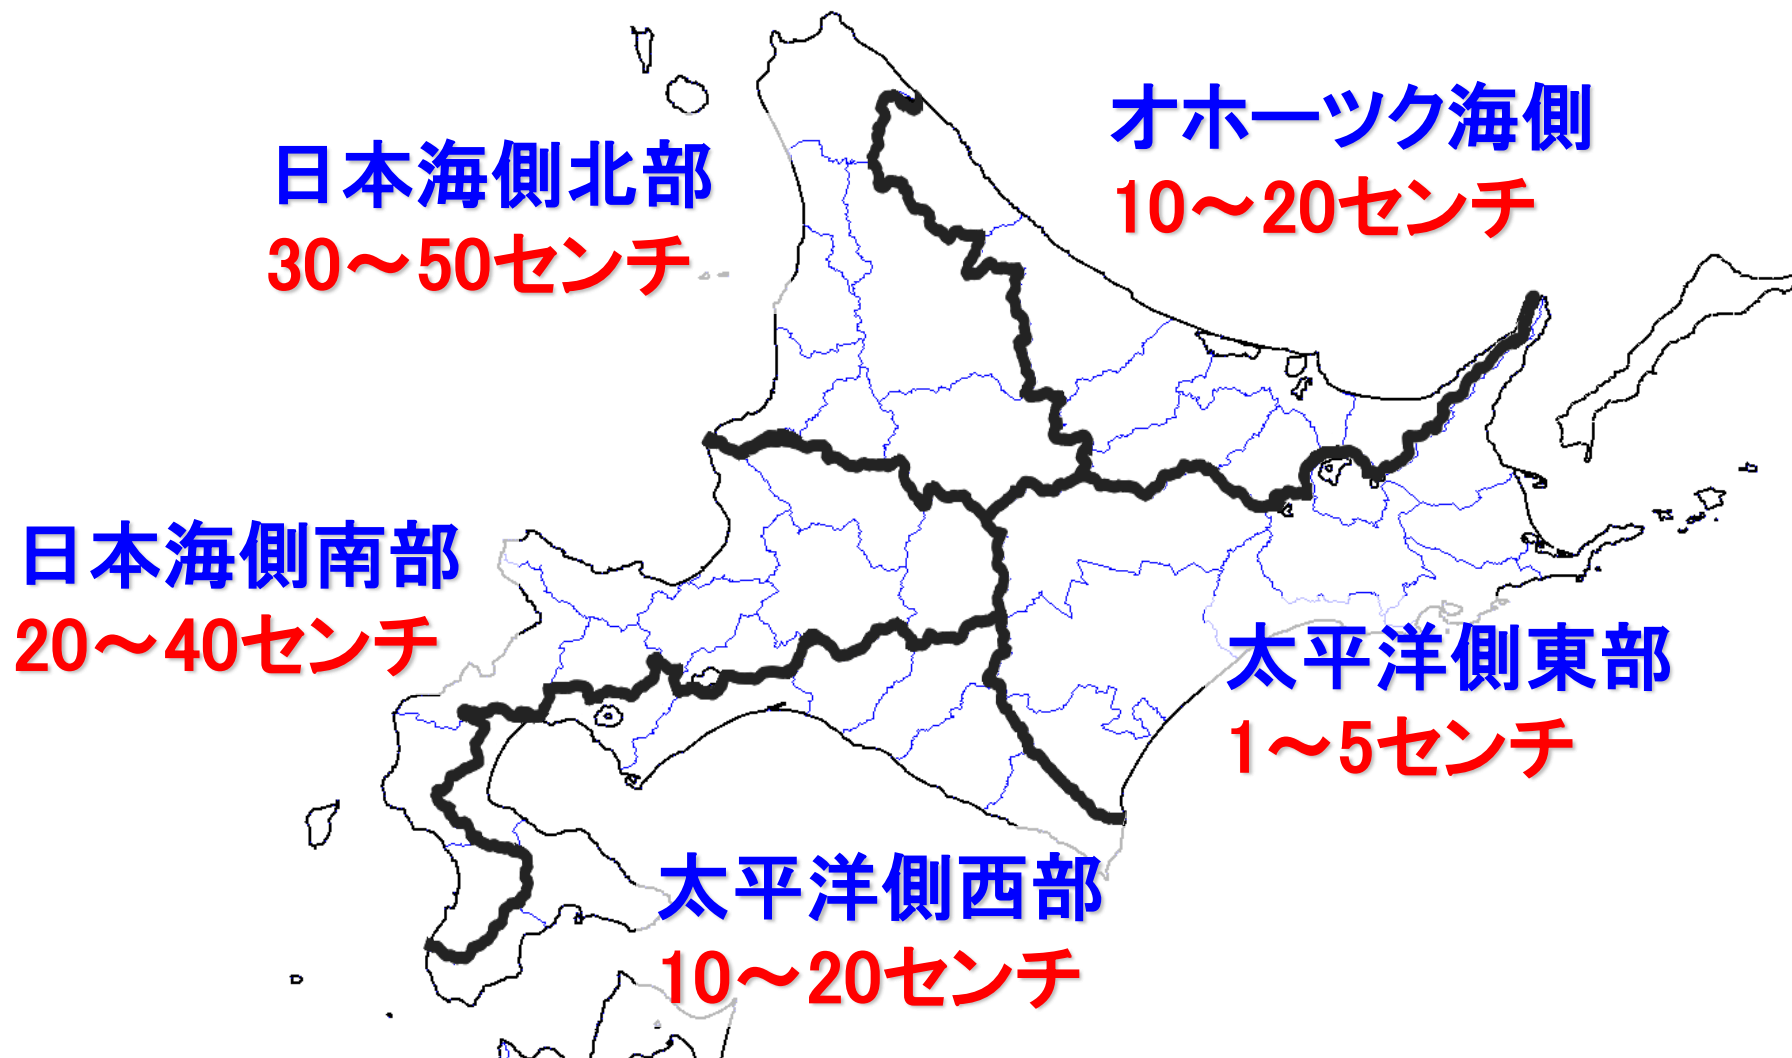 オホーツク海側
10～20センチ
日本海側北部
30～50センチ
日本海側南部
20～40センチ
太平洋側東部
1～5センチ
太平洋側西部
10～20センチ